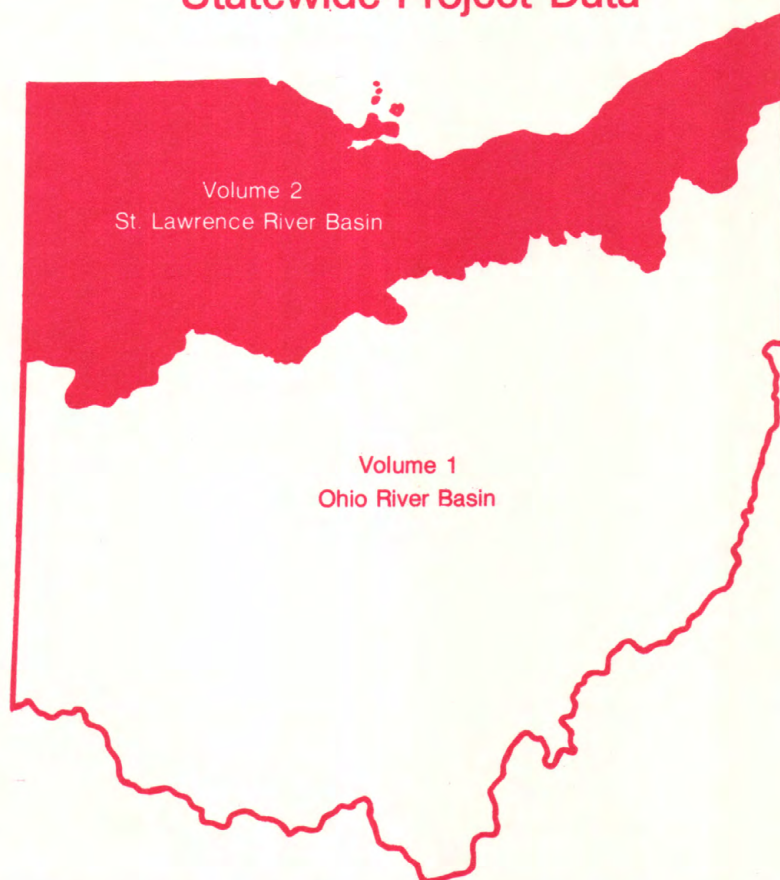 Statewide Project Data
Volume 2
St. Lawrence River Basin
Volume 1
Ohio River Basin